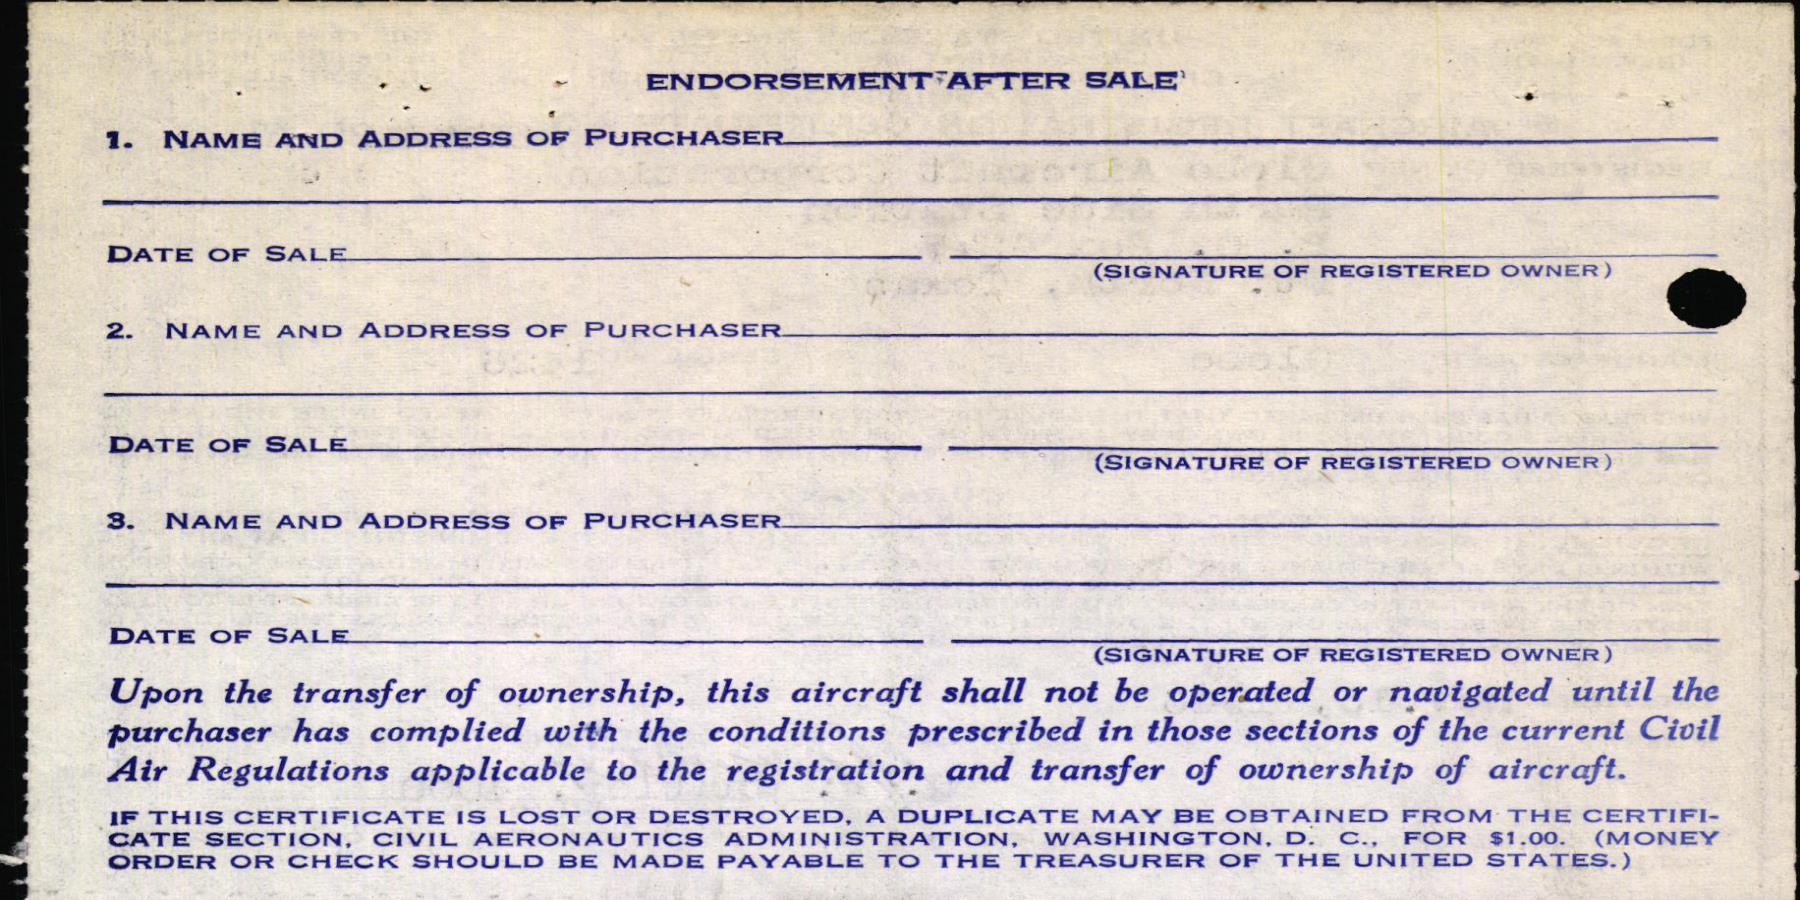 ENDORSEMENT AFTER SALE
1. NAME AND ADDRESS OF PURCHASER
DATE OF SALE
(SIGNATURE OF REGISTERED OWNER)
2. NAME AND ADDRESS OF PURCHASER
DATE OF SALE
(SIGNATURE OF REGISTERED OWNER)
3. NAME AND ADDRESS OF PURCHASER
DATE OF SALE
(SIGNATURE OF REGISTERED OWNER)
Upon the transfer of ownership, this aircraft shall not be operated or navigated until the
purchaser has complied with the conditions prescribed in those sections of the current Civil
Air Regulations applicable to the registration and transfer of ownership of aircraft.
IF THIS CERTIFICATE IS LOST OR DESTROYED, A DUPLICATE MAY BE OBTAINED FROM THE CERTIFI-
CATE SECTION, CIVIL AERONAUTICS ADMINISTRATION, WASHINGTON, D. C., FOR $1.00. (MONEY
ORDER OR CHECK SHOULD BE MADE PAYABLE TO THE TREASURER OF THE UNITED STATES.)